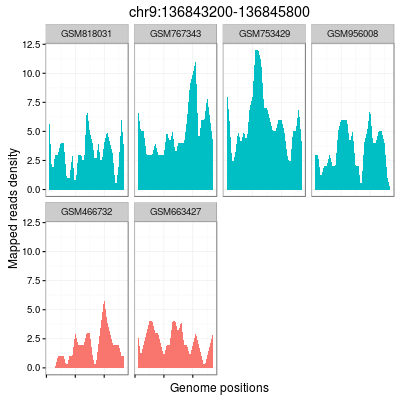 chr9:136843200-136845800
GSM818031 GSM767343 GSM753429 GSM956008
12.5
10.0
7.5
5.0
2.5
0.0
GSM466732 GSM663427
12.5
10.0
7.5
5.0
2.5
0.0
Mapped reads density
Genome positions